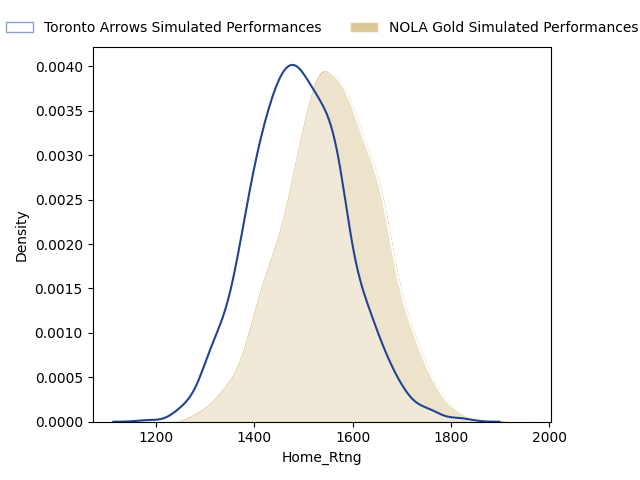 Toronto Arrows Simulated Performances
NOLA Gold Simulated Performances
0.0040
0.0035
0.0030
0.0025
0.0020
0.0015
0.0010
0.0005
0.0000
Density
1200 1400 1600 1800 2000
Home_Rtng